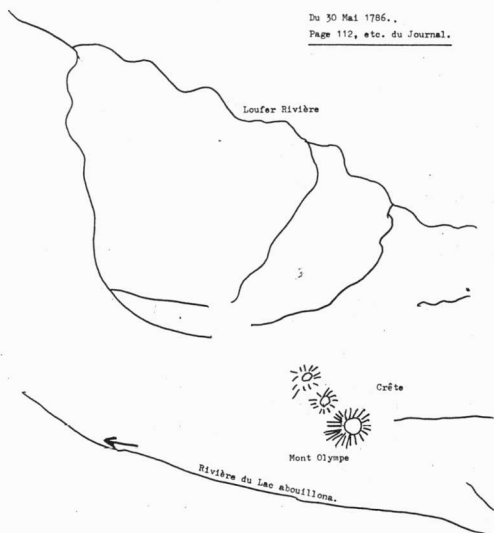 Du 30 Mai 1786..
Page 112, etc. du Journal.
Loufer Rivière
Crête
Mont Olympe
Rivière du Lac abouillona.